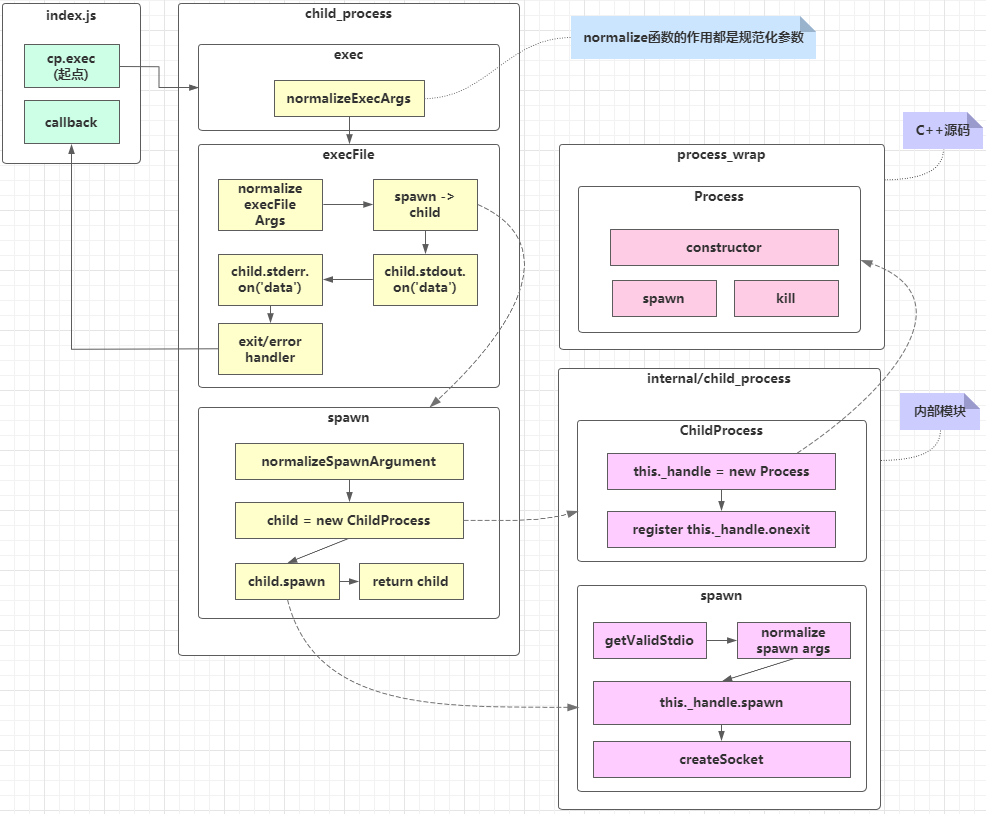 index.js
cp.exec
(起点)
callback
child_process
exec
normalizeExecArgs
normalize函数的作用都是规范化参数
execFile
normalize
execFile
Args
spawn ->
child
child.stderr.
on('data')
child.stdout.
on('data')
exit/error
handler
spawn
normalizeSpawnArgument
child = new ChildProcess
child.spawn
return child
C++源码
process_wrap
Process
constructor
spawn
kill
内部模块
internal/child_process
ChildProcess
this._handle = new Process
register this._handle.onexit
spawn
getValidStdio
normalize
spawn args
this._handle.spawn
createSocket